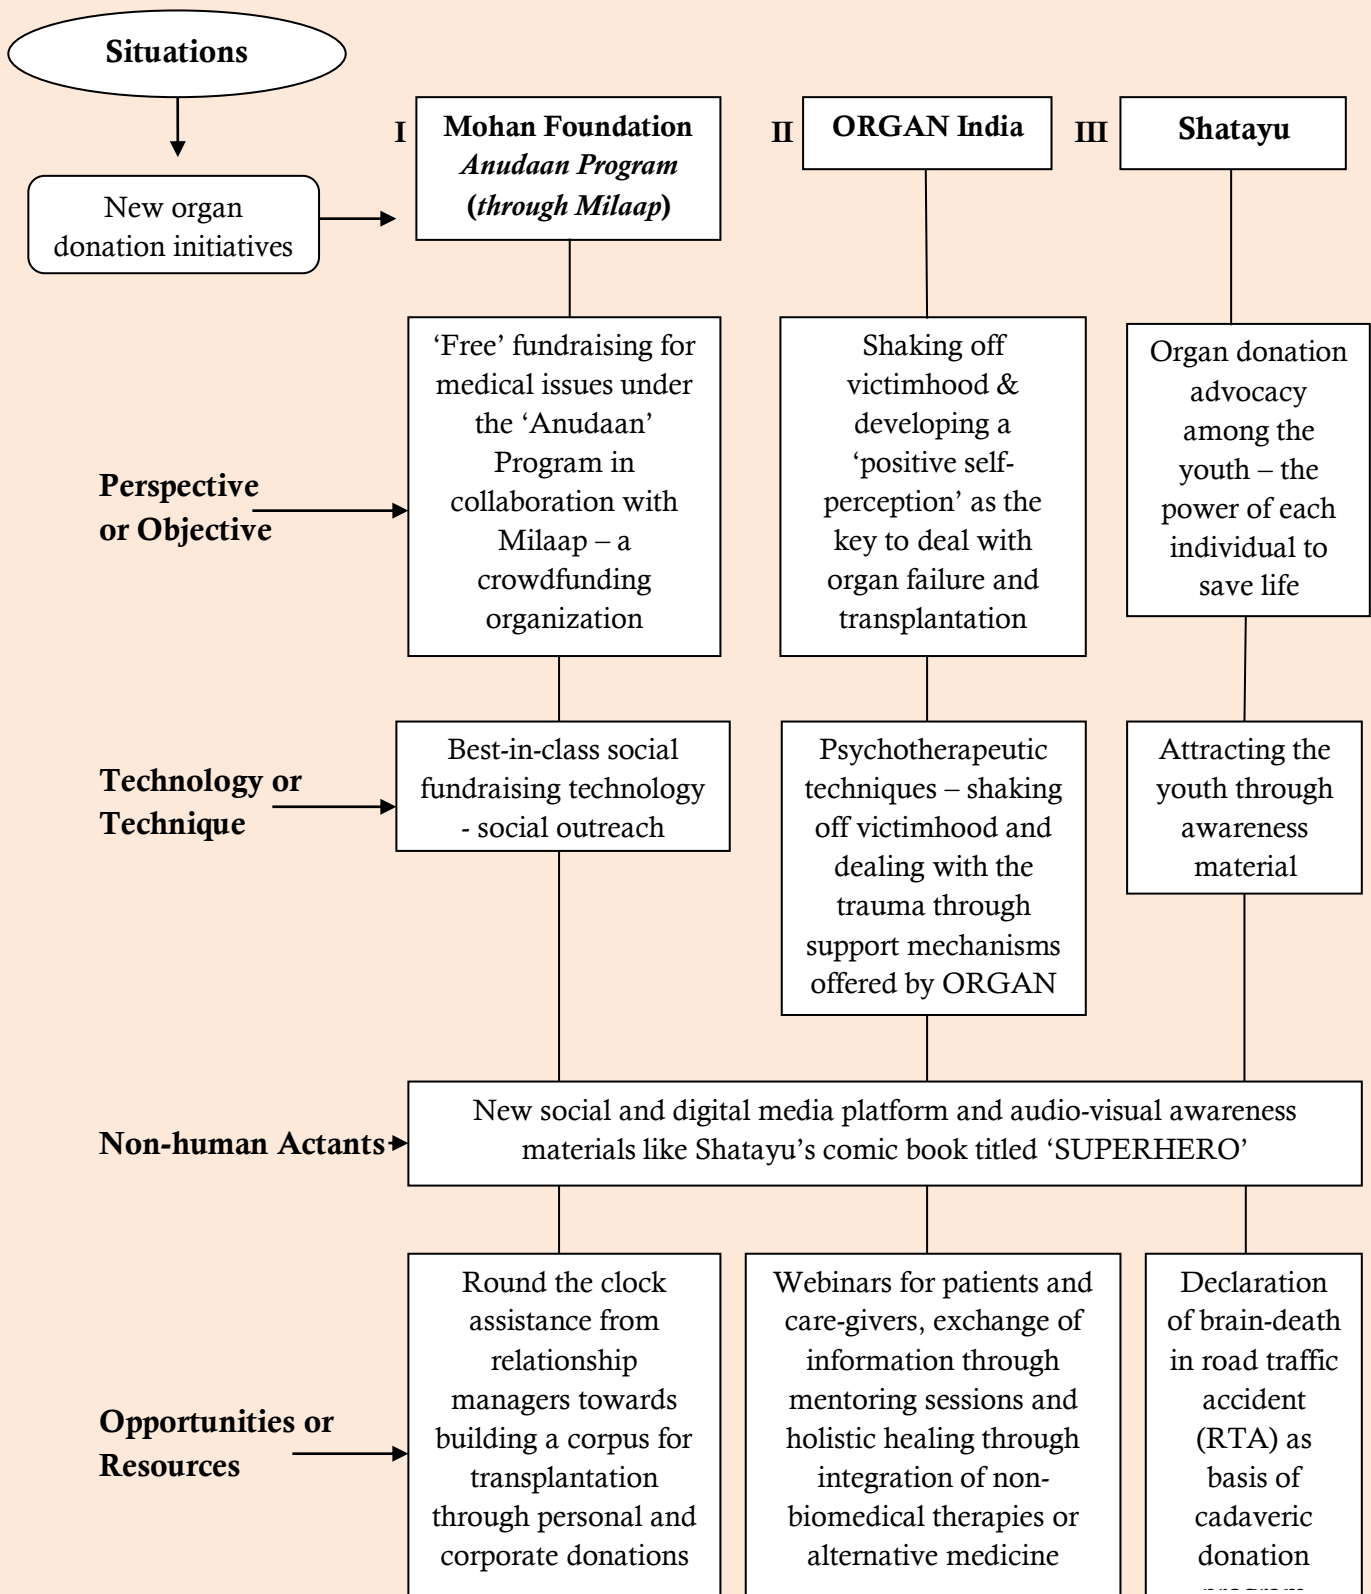 Situations
New organ
donation initiatives
I
Mohan Foundation
Anudaan Program
(through Milaap)
II
ORGAN India
III
Shatayu
Perspective
or Objective
‘Free’ fundraising for
medical issues under
the ‘Anudaan’
Program in
collaboration with
Milaap – a
crowdfunding
organization
Shaking off
victimhood &
developing a
‘positive self-
perception’ as the
key to deal with
organ failure and
transplantation
Organ donation
advocacy
among the
youth – the
power of each
individual to
save life
Technology or
Technique
Best-in-class social
fundraising technology
- social outreach
Psychotherapeutic
techniques – shaking
off victimhood and
dealing with the
trauma through
support mechanisms
offered by ORGAN
Attracting the
youth through
awareness
material
Non-human Actants
New social and digital media platform and audio-visual awareness
materials like Shatayu’s comic book titled ‘SUPERHERO’
Opportunities or
Resources
Round the clock
assistance from
relationship
managers towards
building a corpus for
transplantation
through personal and
corporate donations
Webinars for patients and
care-givers, exchange of
information through
mentoring sessions and
holistic healing through
integration of non-
biomedical therapies or
alternative medicine
Declaration
of brain-death
in road traffic
accident
(RTA) as
basis of
cadaveric
donation